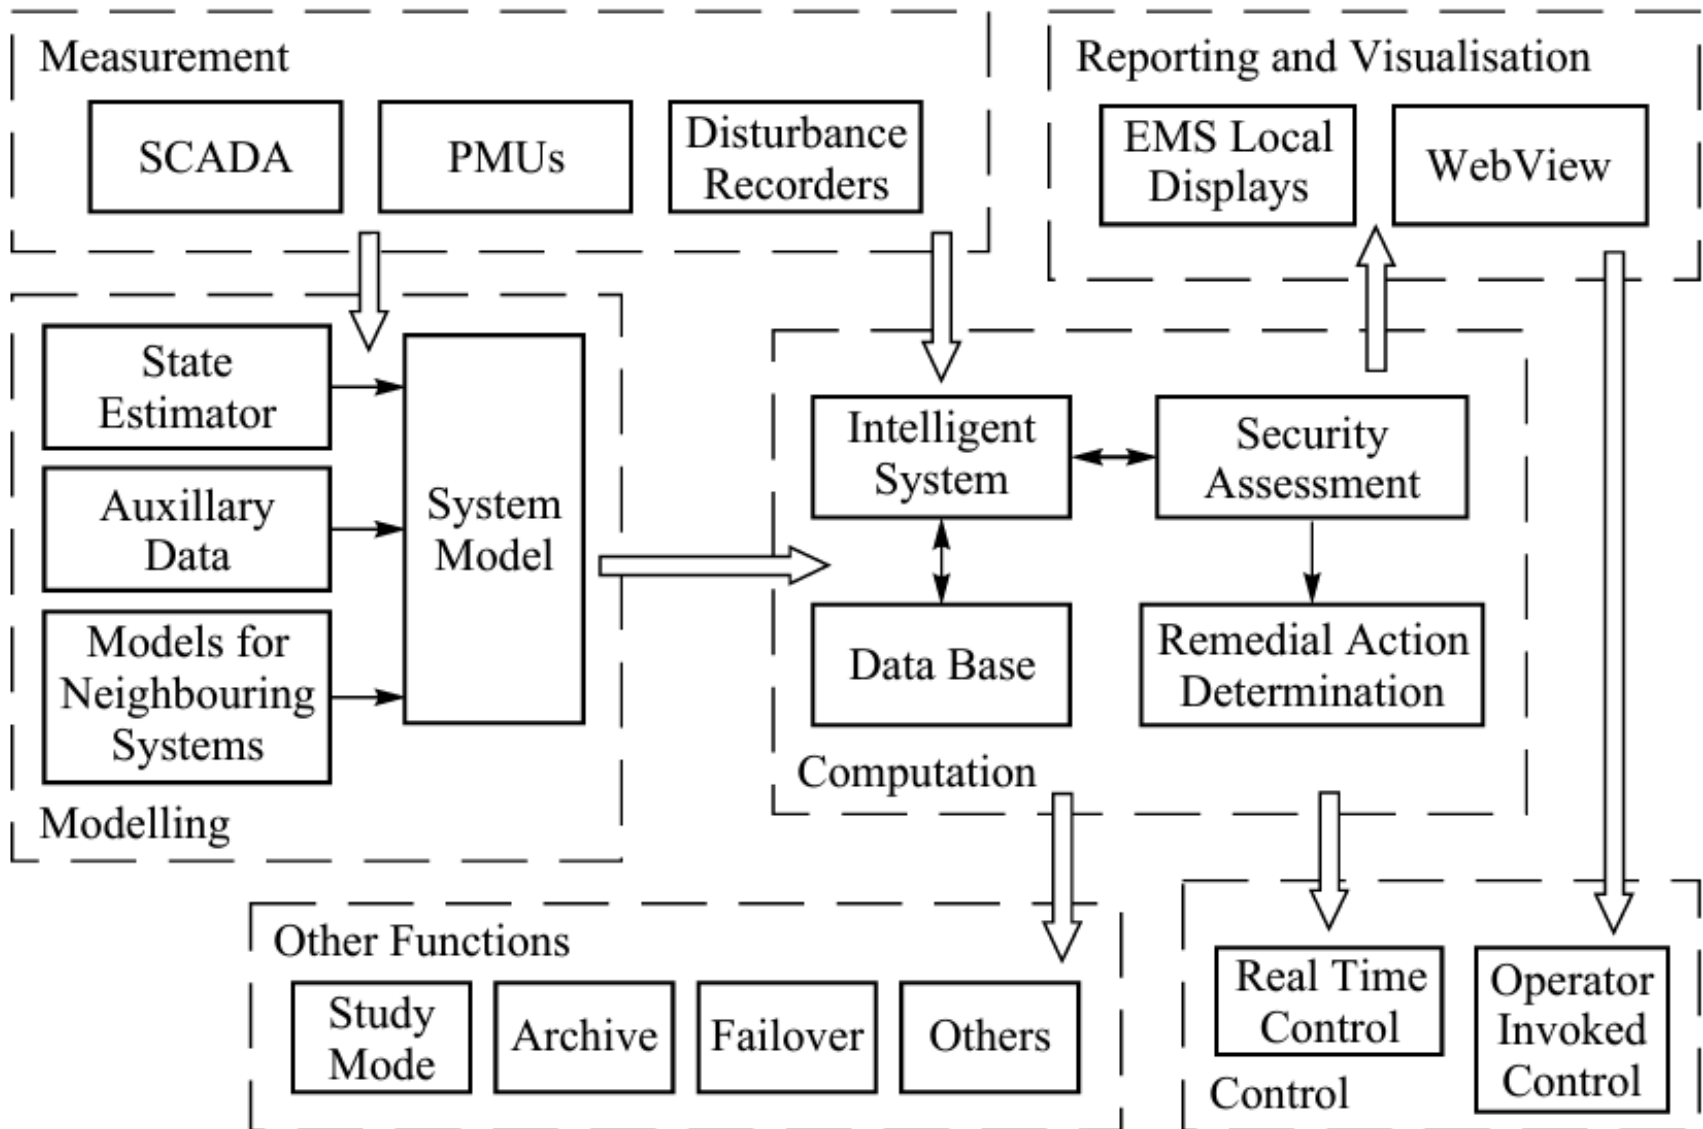 Measurement
SCADA
PMUs
Disturbance
Recorders
Reporting and Visualisation
EMS Local
Displays
WebView
State
Estimator
Auxillary
Data
Models for
Neighbouring
Systems
System
Model
Modelling
Intelligent
System
Security
Assessment
Data Base
Remedial Action
Determination
Computation
Other Functions
Study
Mode
Archive
Failover
Others
Real Time
Control
Operator
Invoked
Control
Control